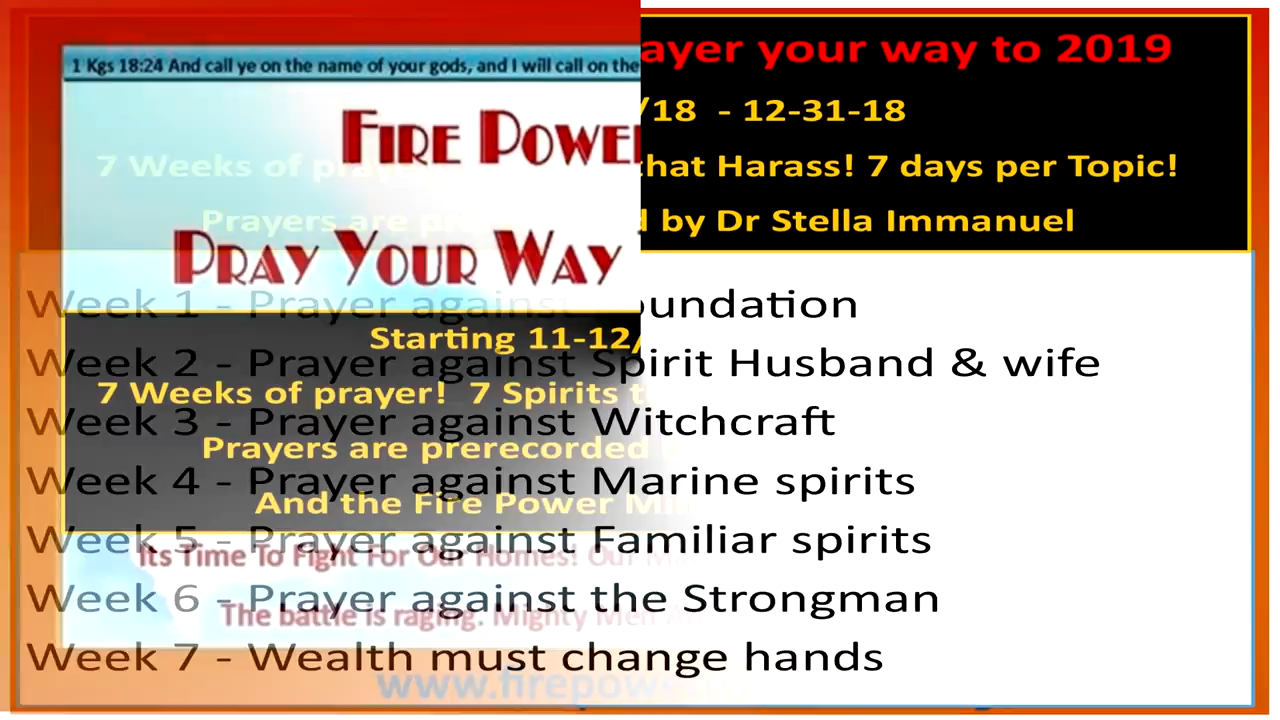 ayer your way to 2019
1 Kgs 18:24 And call ye on the name of your gods, and I will call on the
/18 - 12-31-18
FIRE POWE
7 Weeks of pray that Harass! 7 days per Topic!
Prayers are pr d by Dr Stella Immanuel
PRAY YOUR WAY
Week 1 - Prayer against oundation
Starting 11-12/
Week 2 - Prayer against Spirit Husband & wife
7 Weeks of prayer! 7 Spirits t
Week 3 - Prayer against Witchcraft
Prayers are prerecorded
Week 4 - Prayer against Marine spirits
And the Fire Power Mi
Week 5 - Prayer against Familiar spirits
Its Time To Fight For Our Homes! Our M
Week 6 - Prayer against the Strongman
The battle is raging. Mighty Men Ar
Week 7 - Wealth must change hands
www.firepowe